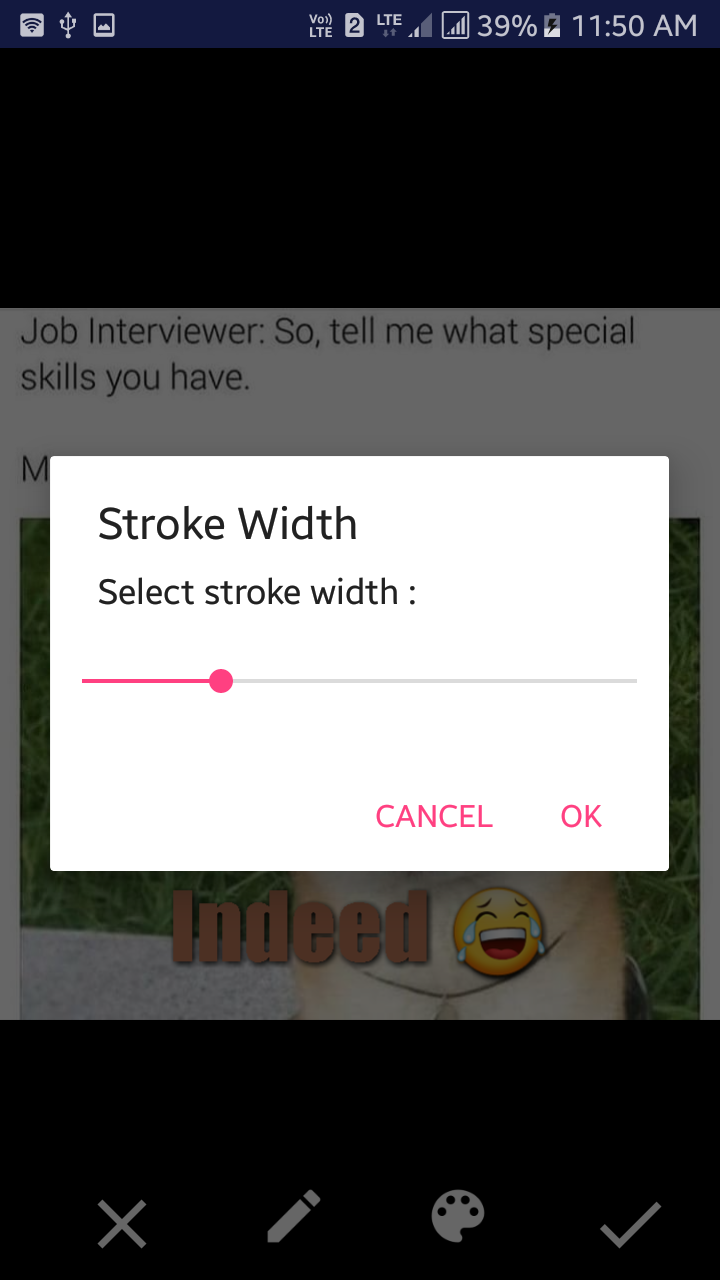 Vo)) LTE 2 LTE 39% 11:50 AM
Job Interviewer: So, tell me what special
skills you have.
M
Stroke Width
Select stroke width :
CANCEL OK
Indeed